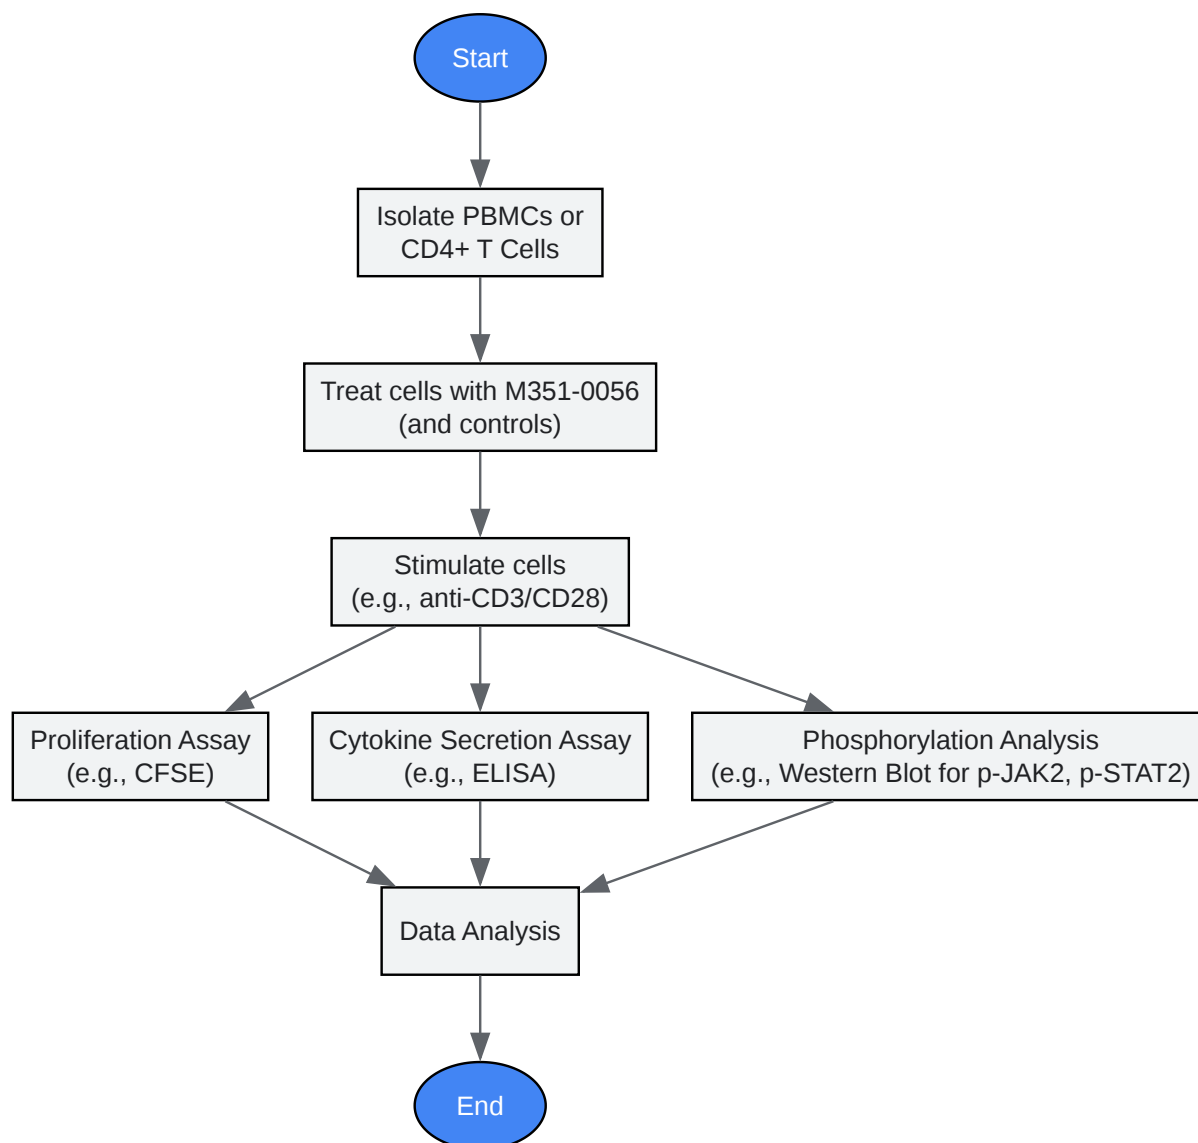 Start
Isolate PBMCs or
CD4+ T Cells
Treat cells with M351-0056
(and controls)
Stimulate cells
(e.g., anti-CD3/CD28)
Proliferation Assay
(e.g., CFSE)
Cytokine Secretion Assay
(e.g., ELISA)
Phosphorylation Analysis
(e.g., Western Blot for p-JAK2, p-STAT2)
Data Analysis
End